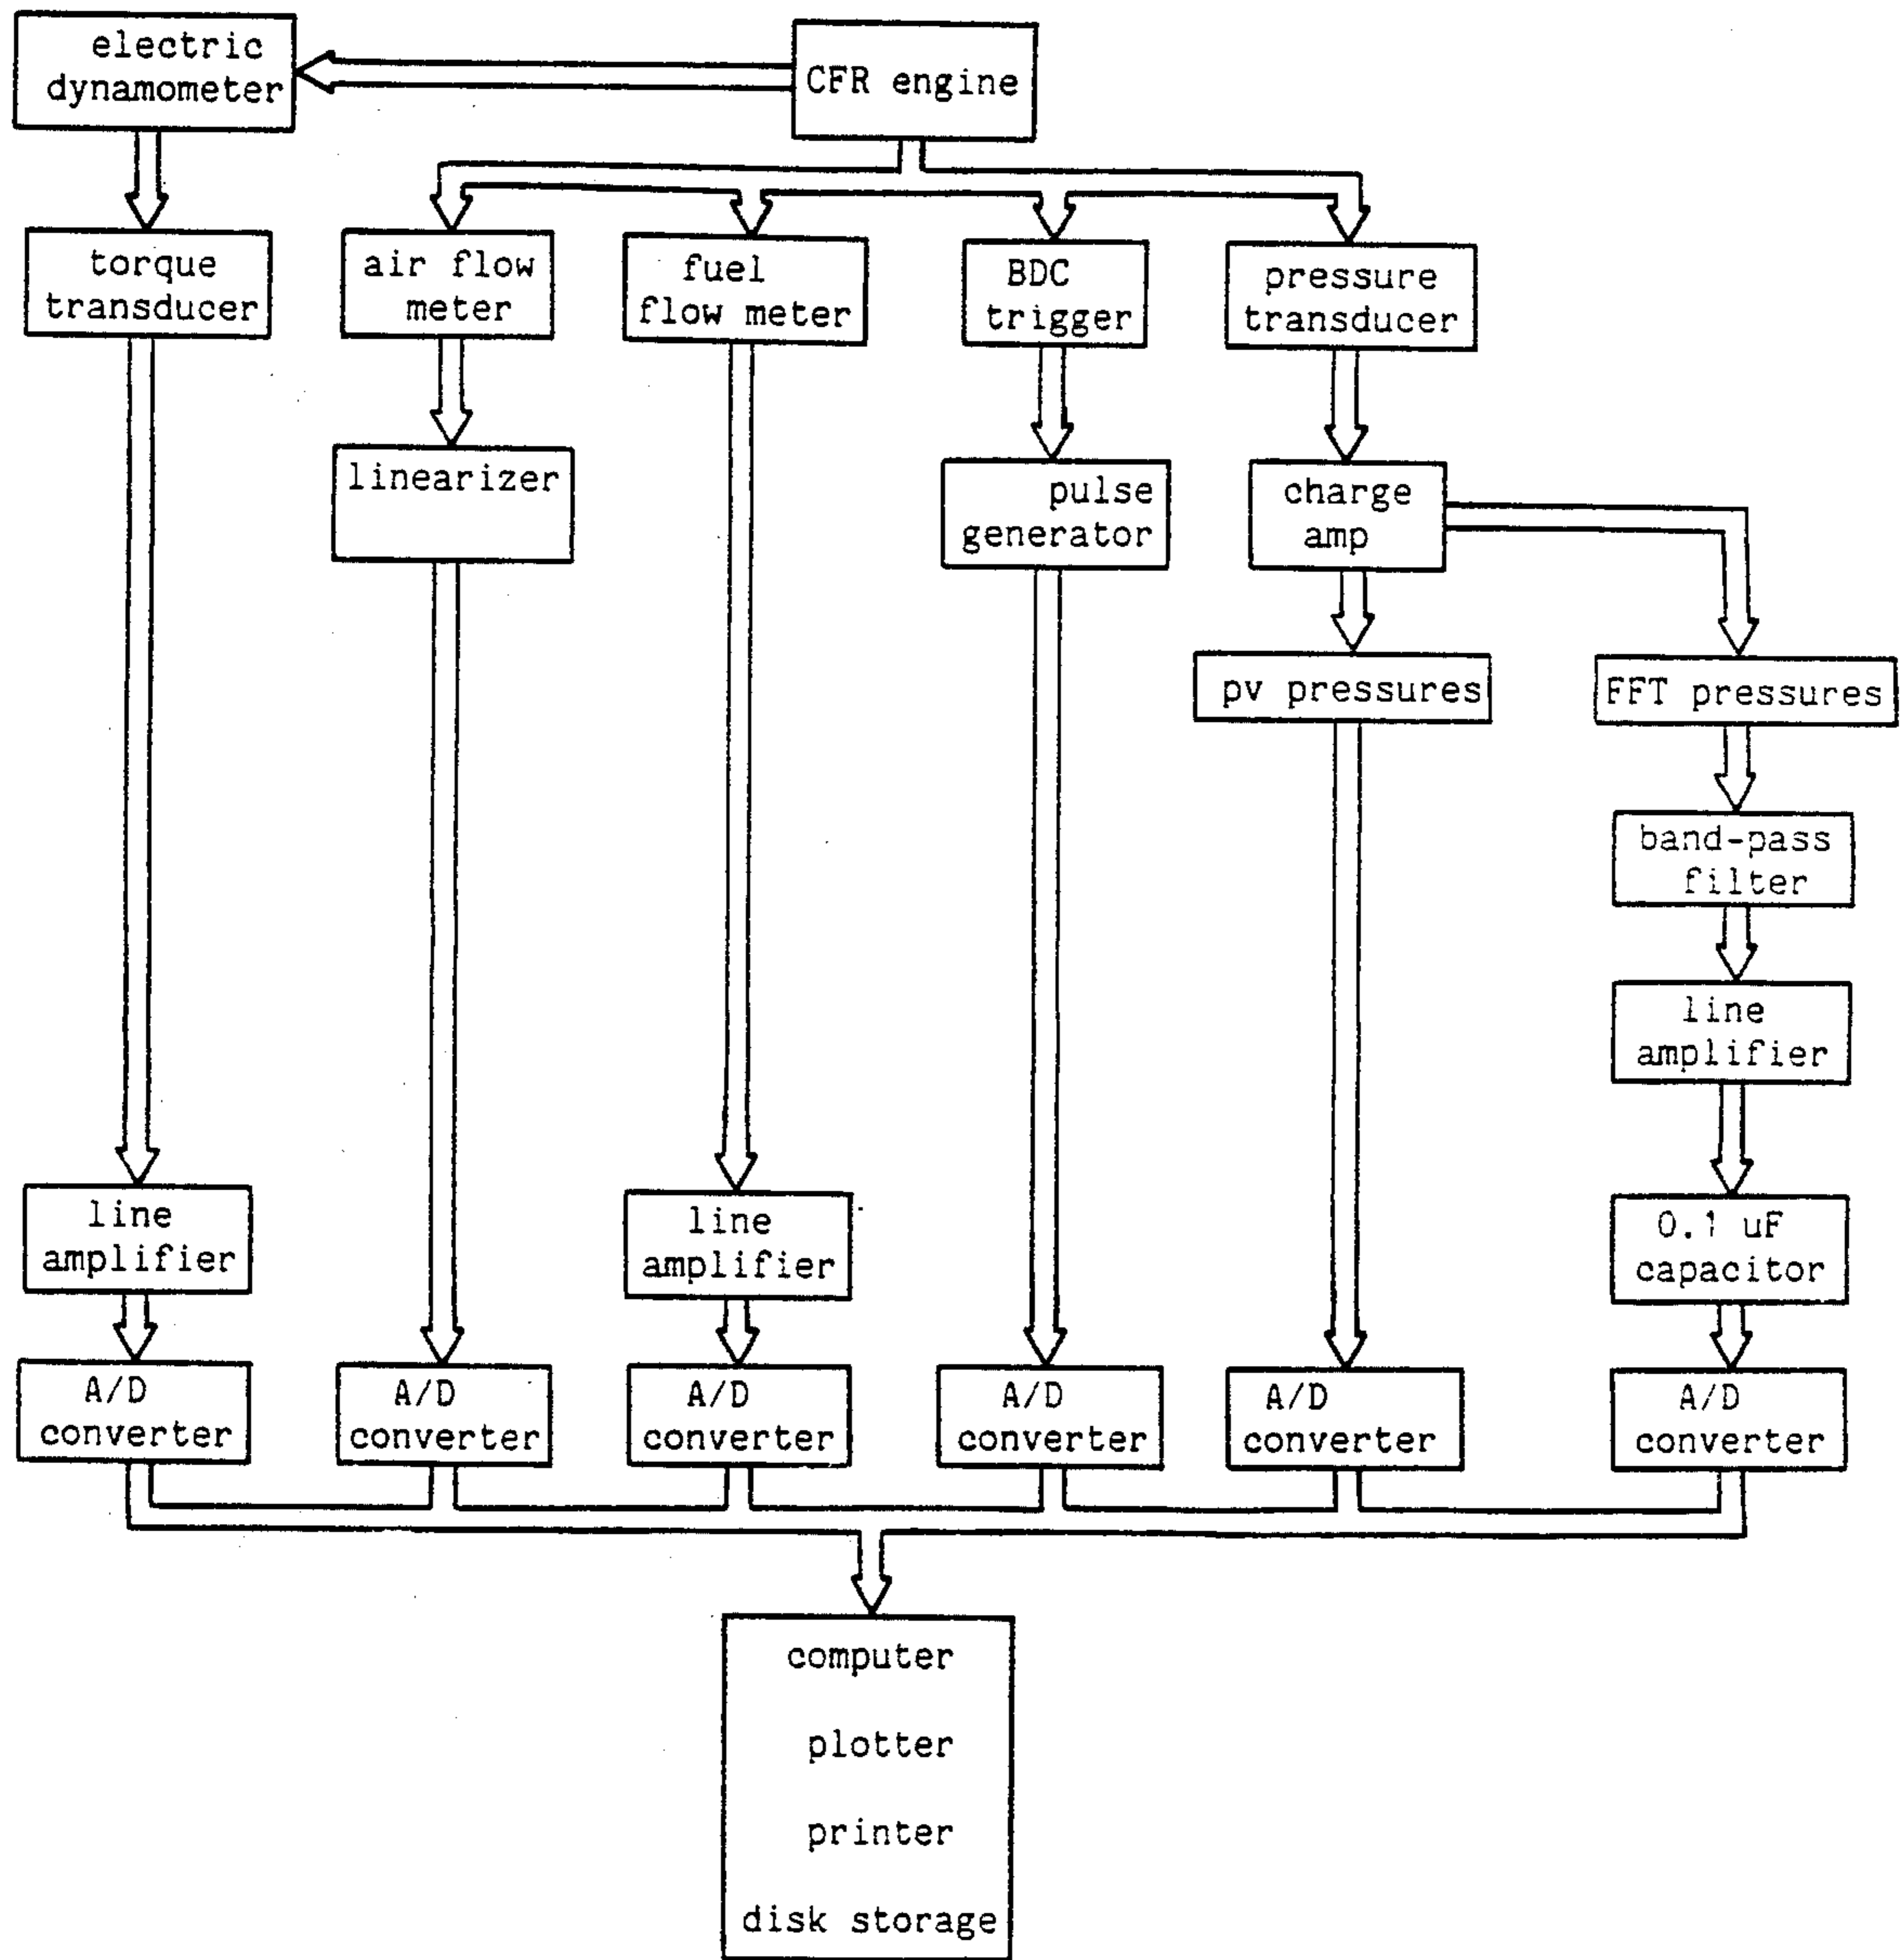 electric
dynamometer
CFR engine
torque
transducer
air flow
meter
fuel
flow meter
BDC
trigger
pressure
transducer
linearizer
pulse
generator
charge
amp
pv pressures
FFT pressures
band-pass
filter
line
amplifier
line
amplifier
line
amplifier
0.1 uF
capacitor
A/D
converter
A/D
converter
A/D
converter
A/D
converter
A/D
converter
A/D
converter
computer
plotter
printer
disk storage